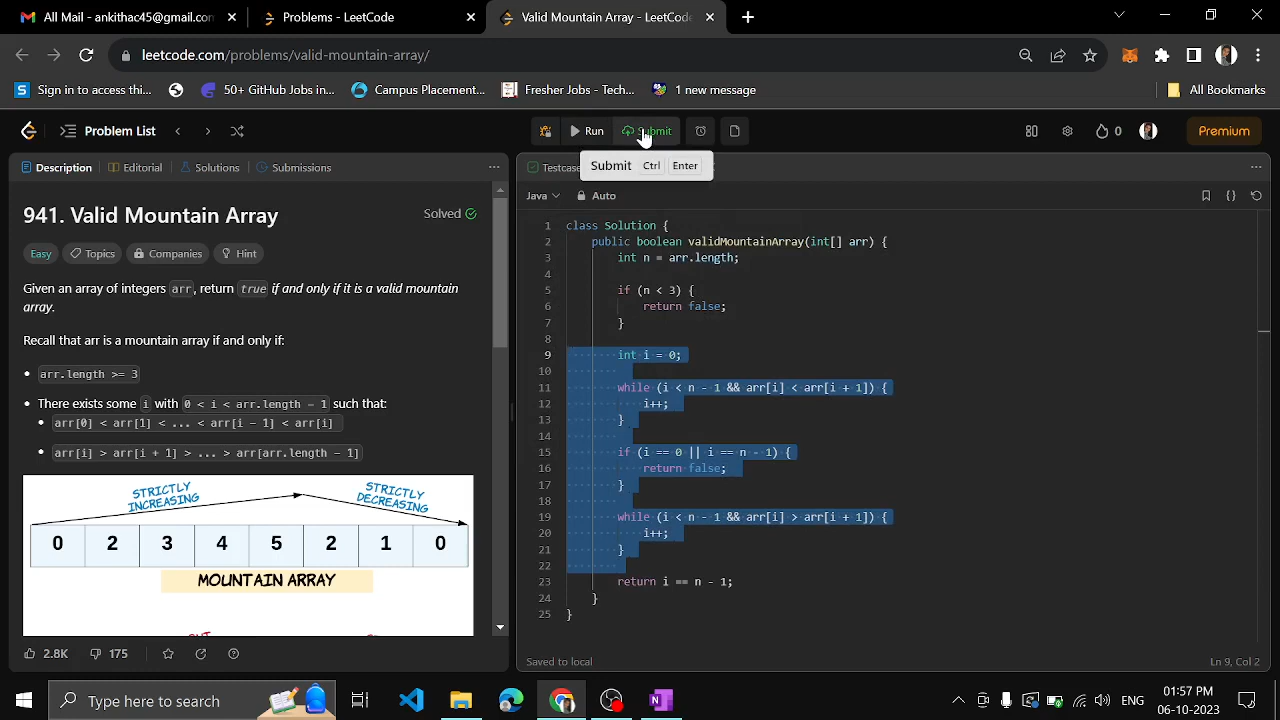 All Mail - ankithac45@gmail.com
Problems - LeetCode
Valid Mountain Array - LeetCode
leetcode.com/problems/valid-mountain-array/
Sign in to access thi...
50+ GitHub Jobs in...
Campus Placement...
Fresher Jobs - Tech...
1 new message
All Bookmarks
Problem List
Run
Submit
0
Premium
Description
Editorial
Solutions
Submissions
Testcase
Submit Ctrl Enter
941. Valid Mountain Array
Solved
Easy
Topics
Companies
Hint
Given an array of integers arr, return true if and only if it is a valid mountain
array.
Recall that arr is a mountain array if and only if:
arr.length >= 3
There exists some i with 0 < i < arr.length - 1 such that:
arr[0] < arr[1] < ... < arr[i - 1] < arr[i]
arr[i] > arr[i + 1] > ... > arr[arr.length - 1]
STRICTLY
INCREASING
STRICTLY
DECREASING
0 2 3 4 5 2 1 0
MOUNTAIN ARRAY
2.8K
175
Java
Auto
1 class Solution {
2 public boolean validMountainArray(int[] arr) {
3 int n = arr.length;
4
5 if (n < 3) {
6 return false;
7 }
8
9 int i = 0;
10
11 while (i < n - 1 && arr[i] < arr[i + 1]) {
12 i++;
13 }
14
15 if (i == 0 || i == n - 1) {
16 return false;
17 }
18
19 while (i < n - 1 && arr[i] > arr[i + 1]) {
20 i++;
21 }
22
23 return i == n - 1;
24 }
25 }
Saved to local
Ln 9, Col 2
Type here to search
ENG
01:57 PM
06-10-2023